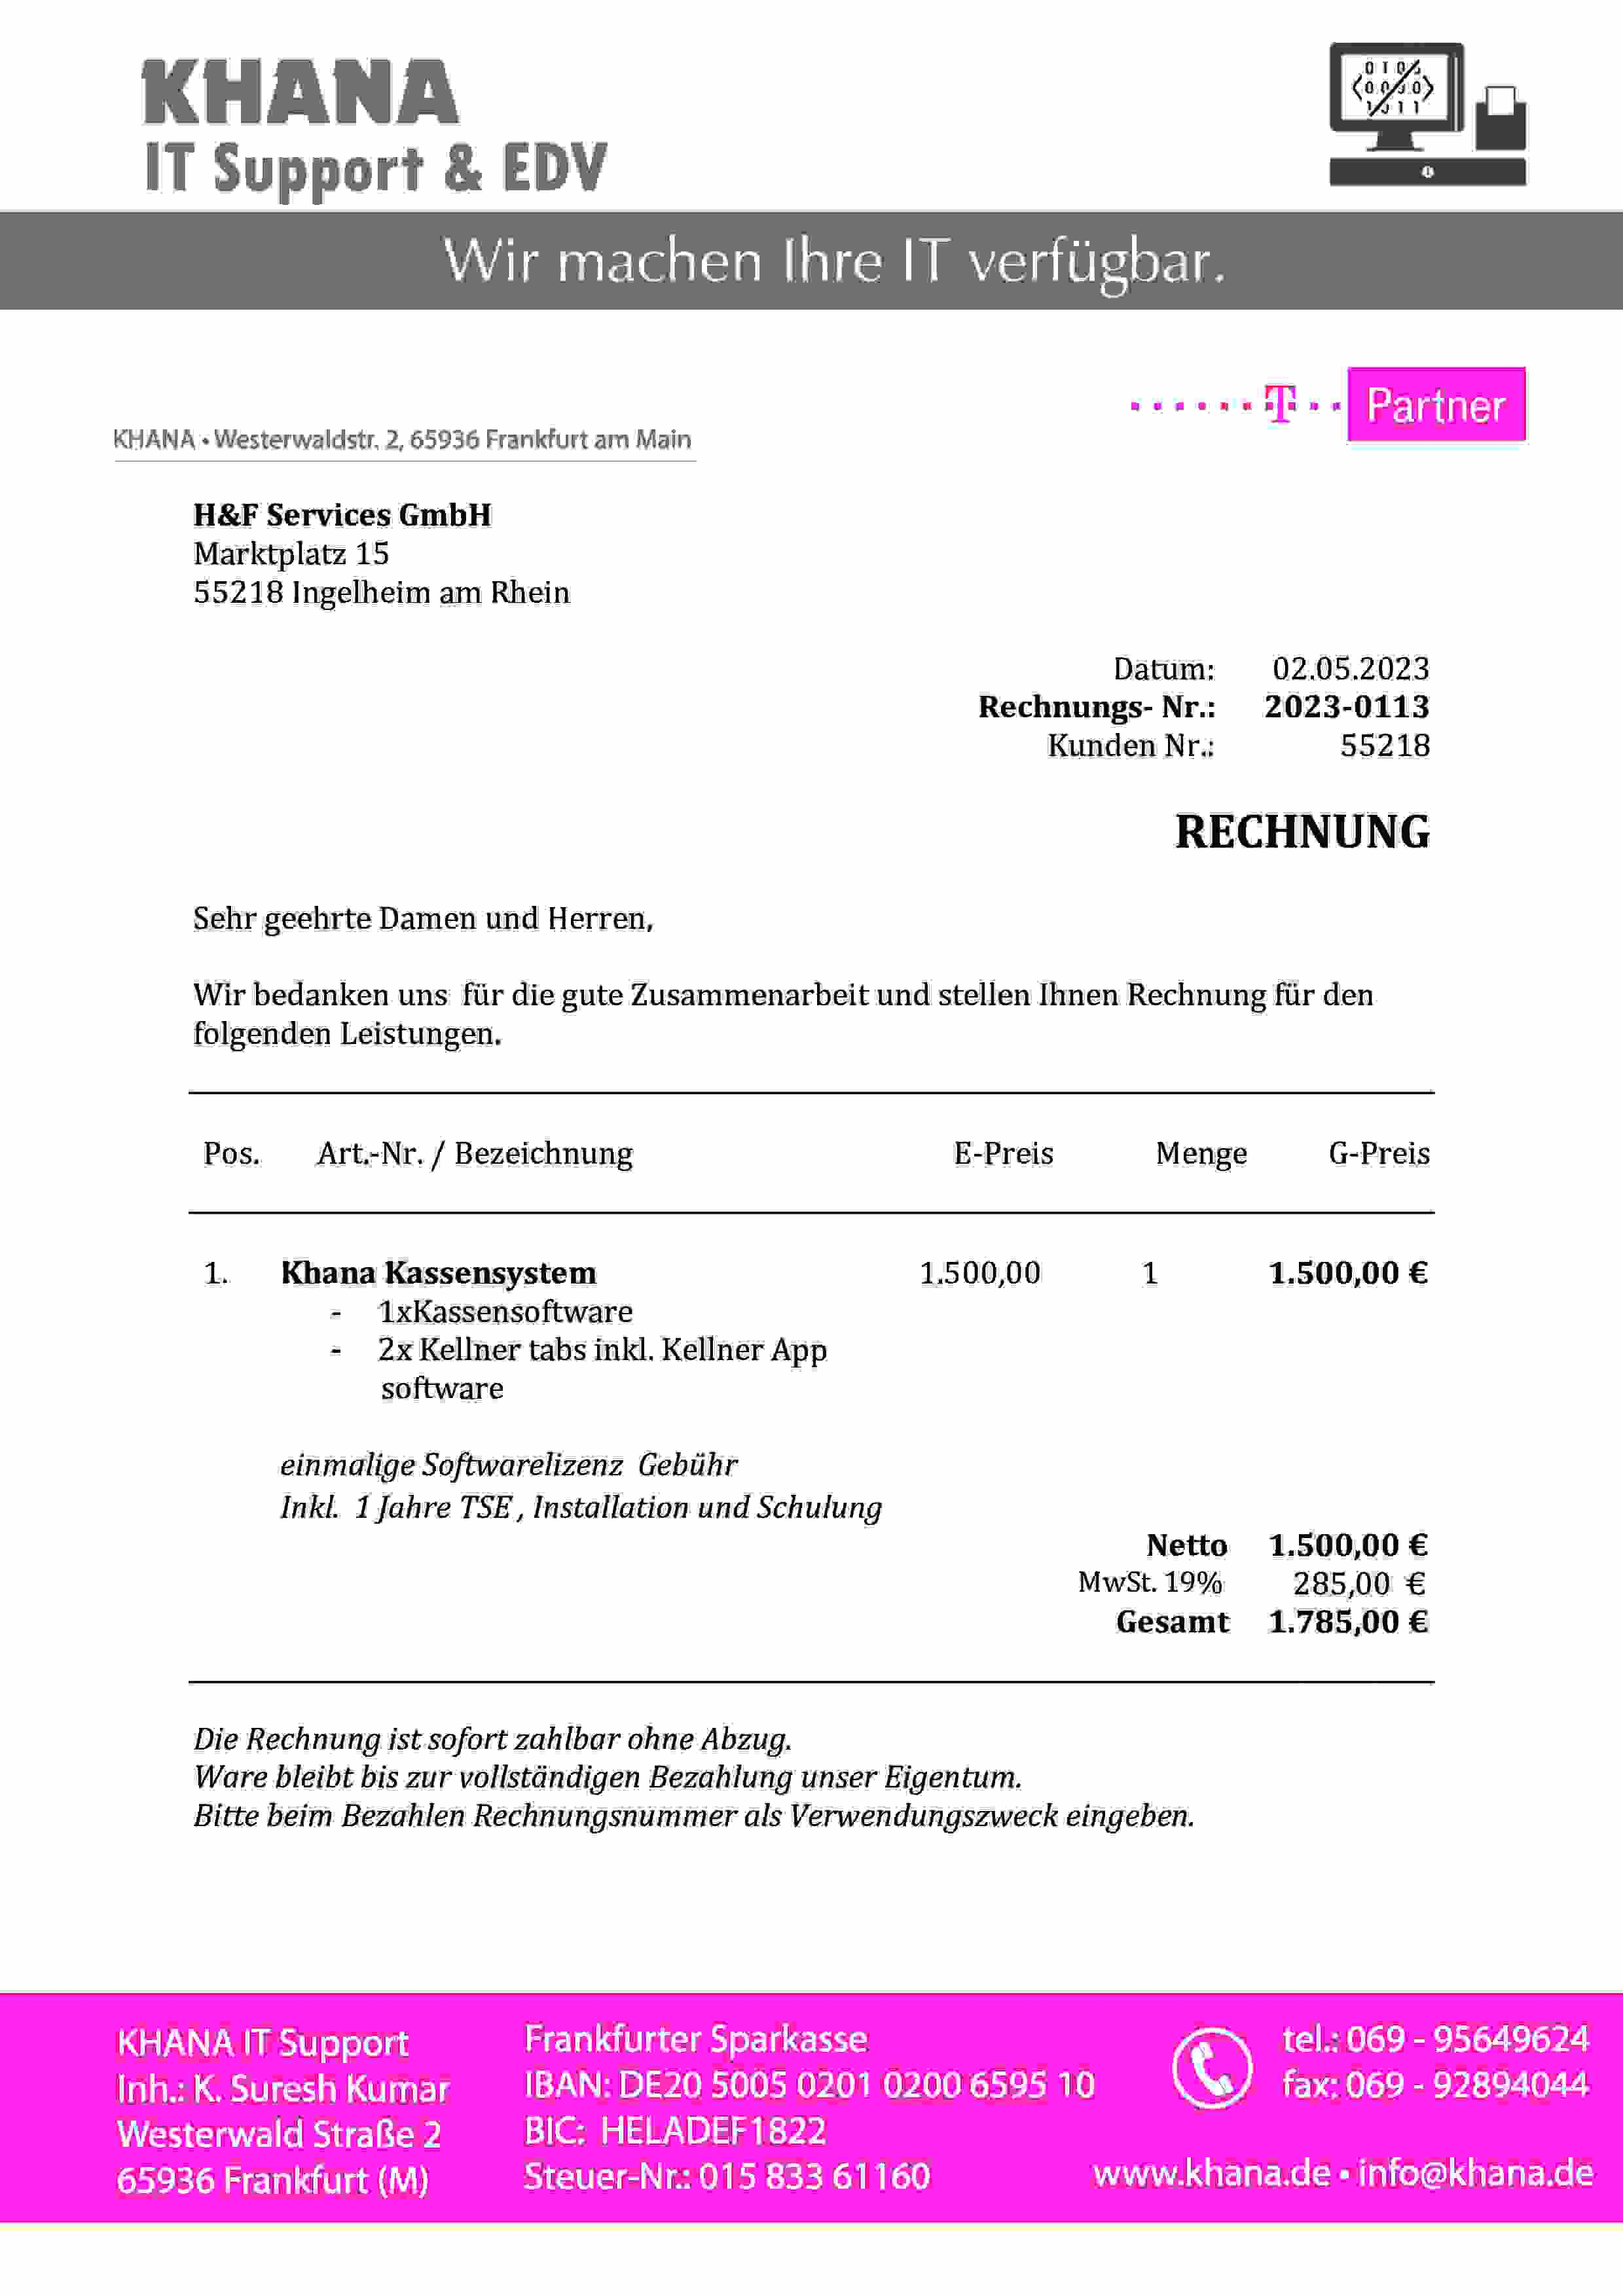 KHANA
IT Support & EDV
Wir machen Ihre IT verfügbar.
T Partner
KHANA • Westerwaldstr. 2, 65936 Frankfurt am Main
H&F Services GmbH
Marktplatz 15
55218 Ingelheim am Rhein
Datum: 02.05.2023
Rechnungs- Nr.: 2023-0113
Kunden Nr.: 55218
RECHNUNG
Sehr geehrte Damen und Herren,
Wir bedanken uns für die gute Zusammenarbeit und stellen Ihnen Rechnung für den
folgenden Leistungen.
Pos. Art.-Nr. / Bezeichnung E-Preis Menge G-Preis
1. Khana Kassensystem 1.500,00 1 1.500,00 €
- 1xKassensoftware
- 2x Kellner tabs inkl. Kellner App
software
einmalige Softwarelizenz Gebühr
Inkl. 1 Jahre TSE , Installation und Schulung
Netto 1.500,00 €
MwSt. 19% 285,00 €
Gesamt 1.785,00 €
Die Rechnung ist sofort zahlbar ohne Abzug.
Ware bleibt bis zur vollständigen Bezahlung unser Eigentum.
Bitte beim Bezahlen Rechnungsnummer als Verwendungszweck eingeben.
KHANA IT Support
Inh.: K. Suresh Kumar
Westerwald Straße 2
65936 Frankfurt (M)
Frankfurter Sparkasse
IBAN: DE20 5005 0201 0200 6595 10
BIC: HELADEF1822
Steuer-Nr.: 015 833 61160
tel.: 069 - 95649624
fax: 069 - 92894044
www.khana.de • info@khana.de